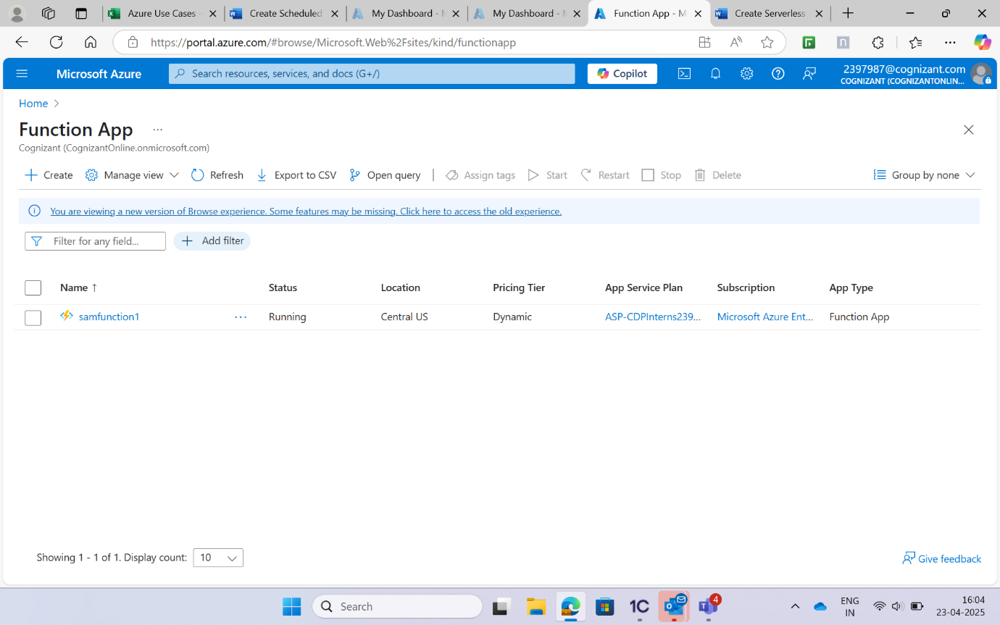 Azure Use Cases -
Create Scheduled
My Dashboard -
My Dashboard -
Function App - M
Create Serverless
https://portal.azure.com/#browse/Microsoft.Web%2Fsites/kind/functionapp
Microsoft Azure
Search resources, services, and docs (G+/)
Copilot
2397987@cognizant.com
COGNIZANT (COGNIZANTONLIN...
Home
Function App
...
Cognizant (CognizantOnline.onmicrosoft.com)
Create
Manage view
Refresh
Export to CSV
Open query
Assign tags
Start
Restart
Stop
Delete
Group by none
You are viewing a new version of Browse experience. Some features may be missing. Click here to access the old experience.
Filter for any field...
Add filter
Name ↑
Status
Location
Pricing Tier
App Service Plan
Subscription
App Type
samfunction1
...
Running
Central US
Dynamic
ASP-CDPInterns239...
Microsoft Azure Ent...
Function App
Showing 1 - 1 of 1. Display count:
10
Give feedback
Search
1C
4
ENG
IN
16:04
23-04-2025